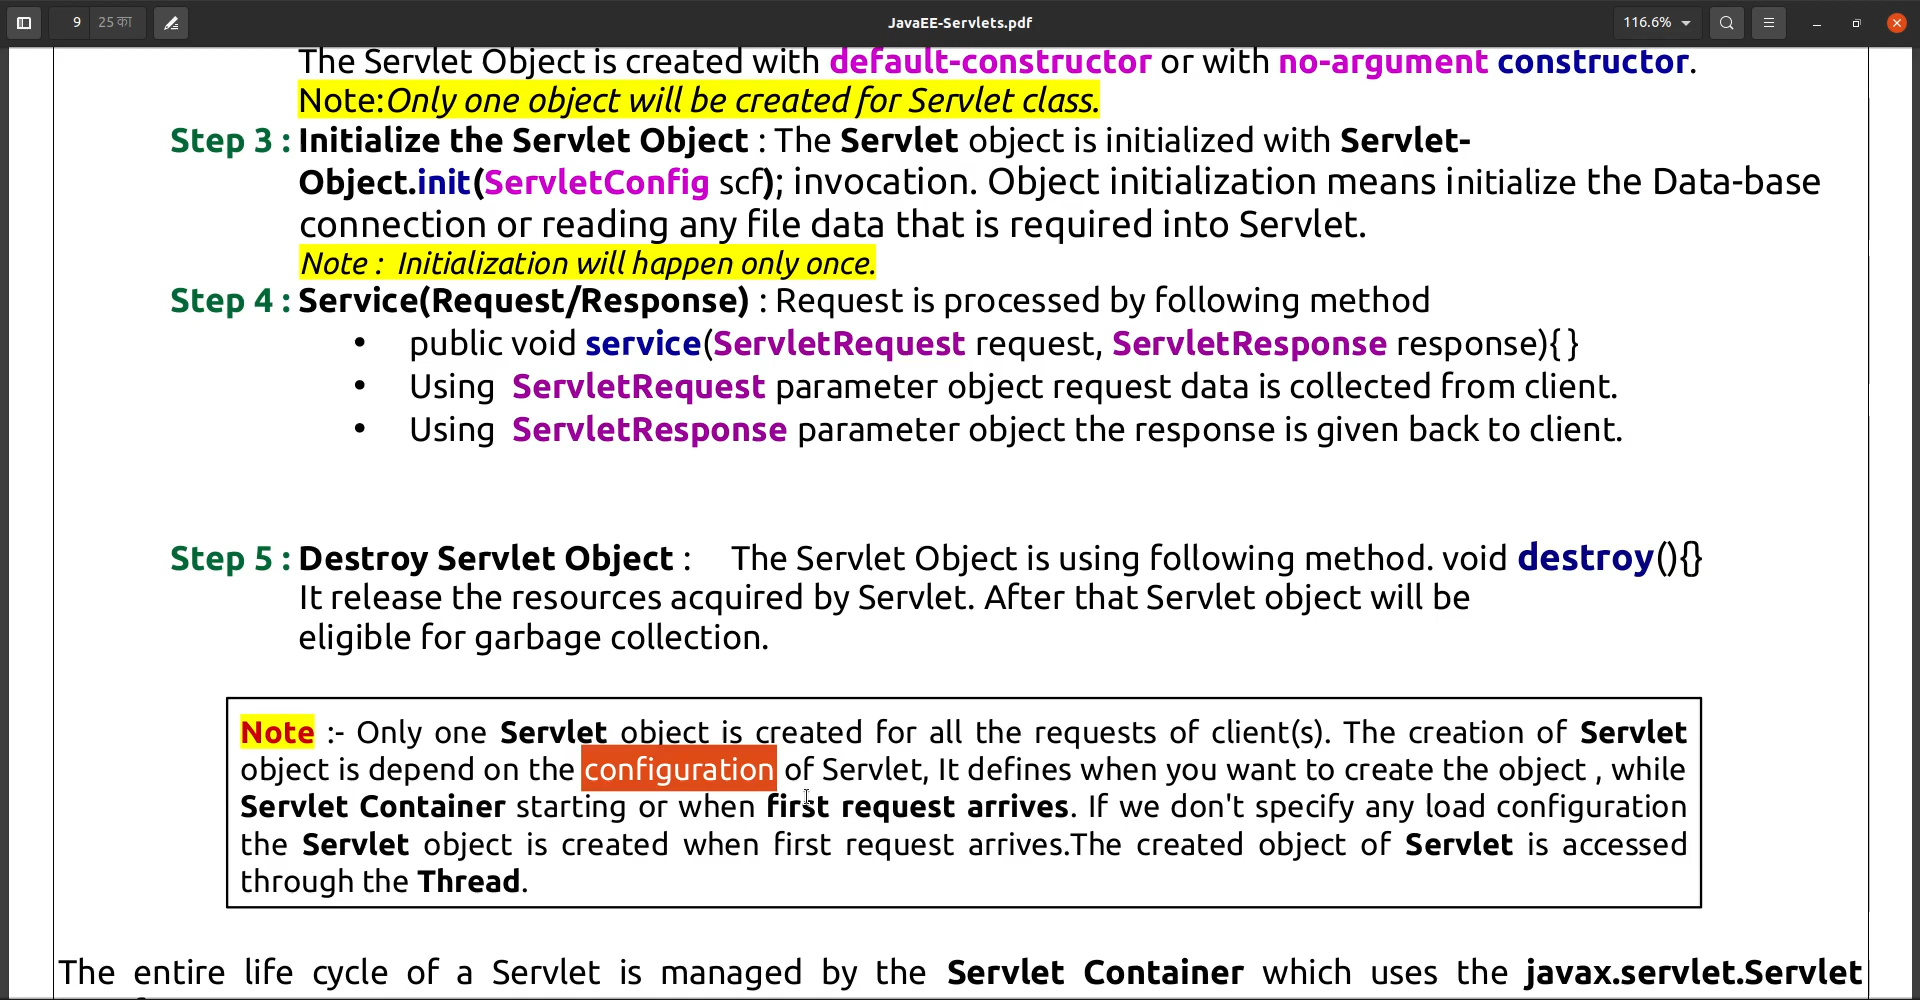 9 25 का JavaEE-Servlets.pdf 116.6%
The Servlet Object is created with default-constructor or with no-argument constructor.
Note:Only one object will be created for Servlet class.
Step 3 : Initialize the Servlet Object : The Servlet object is initialized with Servlet-
Object.init(ServletConfig scf); invocation. Object initialization means initialize the Data-base
connection or reading any file data that is required into Servlet.
Note : Initialization will happen only once.
Step 4 : Service(Request/Response) : Request is processed by following method
• public void service(ServletRequest request, ServletResponse response){ }
• Using ServletRequest parameter object request data is collected from client.
• Using ServletResponse parameter object the response is given back to client.
Step 5 : Destroy Servlet Object : The Servlet Object is using following method. void destroy(){}
It release the resources acquired by Servlet. After that Servlet object will be
eligible for garbage collection.
Note :- Only one Servlet object is created for all the requests of client(s). The creation of Servlet
object is depend on the configuration of Servlet, It defines when you want to create the object , while
Servlet Container starting or when first request arrives. If we don't specify any load configuration
the Servlet object is created when first request arrives.The created object of Servlet is accessed
through the Thread.
The entire life cycle of a Servlet is managed by the Servlet Container which uses the javax.servlet.Servlet